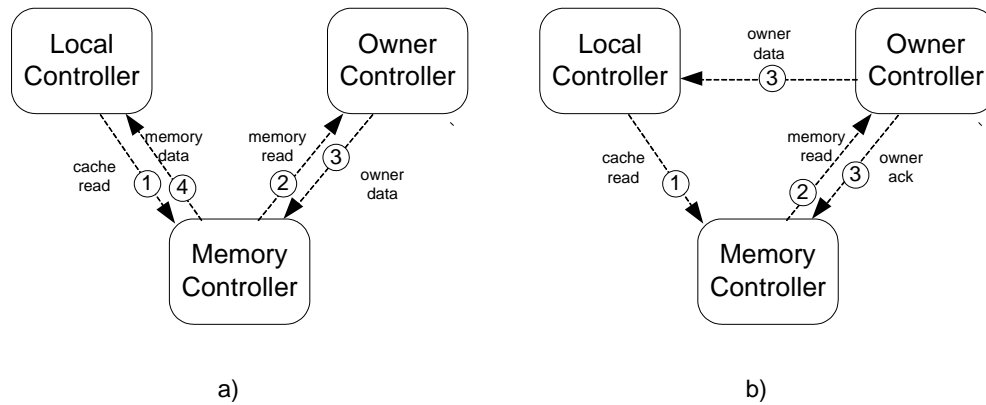 Local
Controller
Owner
Controller
memory
data
memory
read
3
cache
read
1
4
2
owner
data
Memory
Controller
a)
Local
Controller
owner
data
3
Owner
Controller
`
`
cache
read
1
memory
read
2
3
owner
ack
Memory
Controller
b)